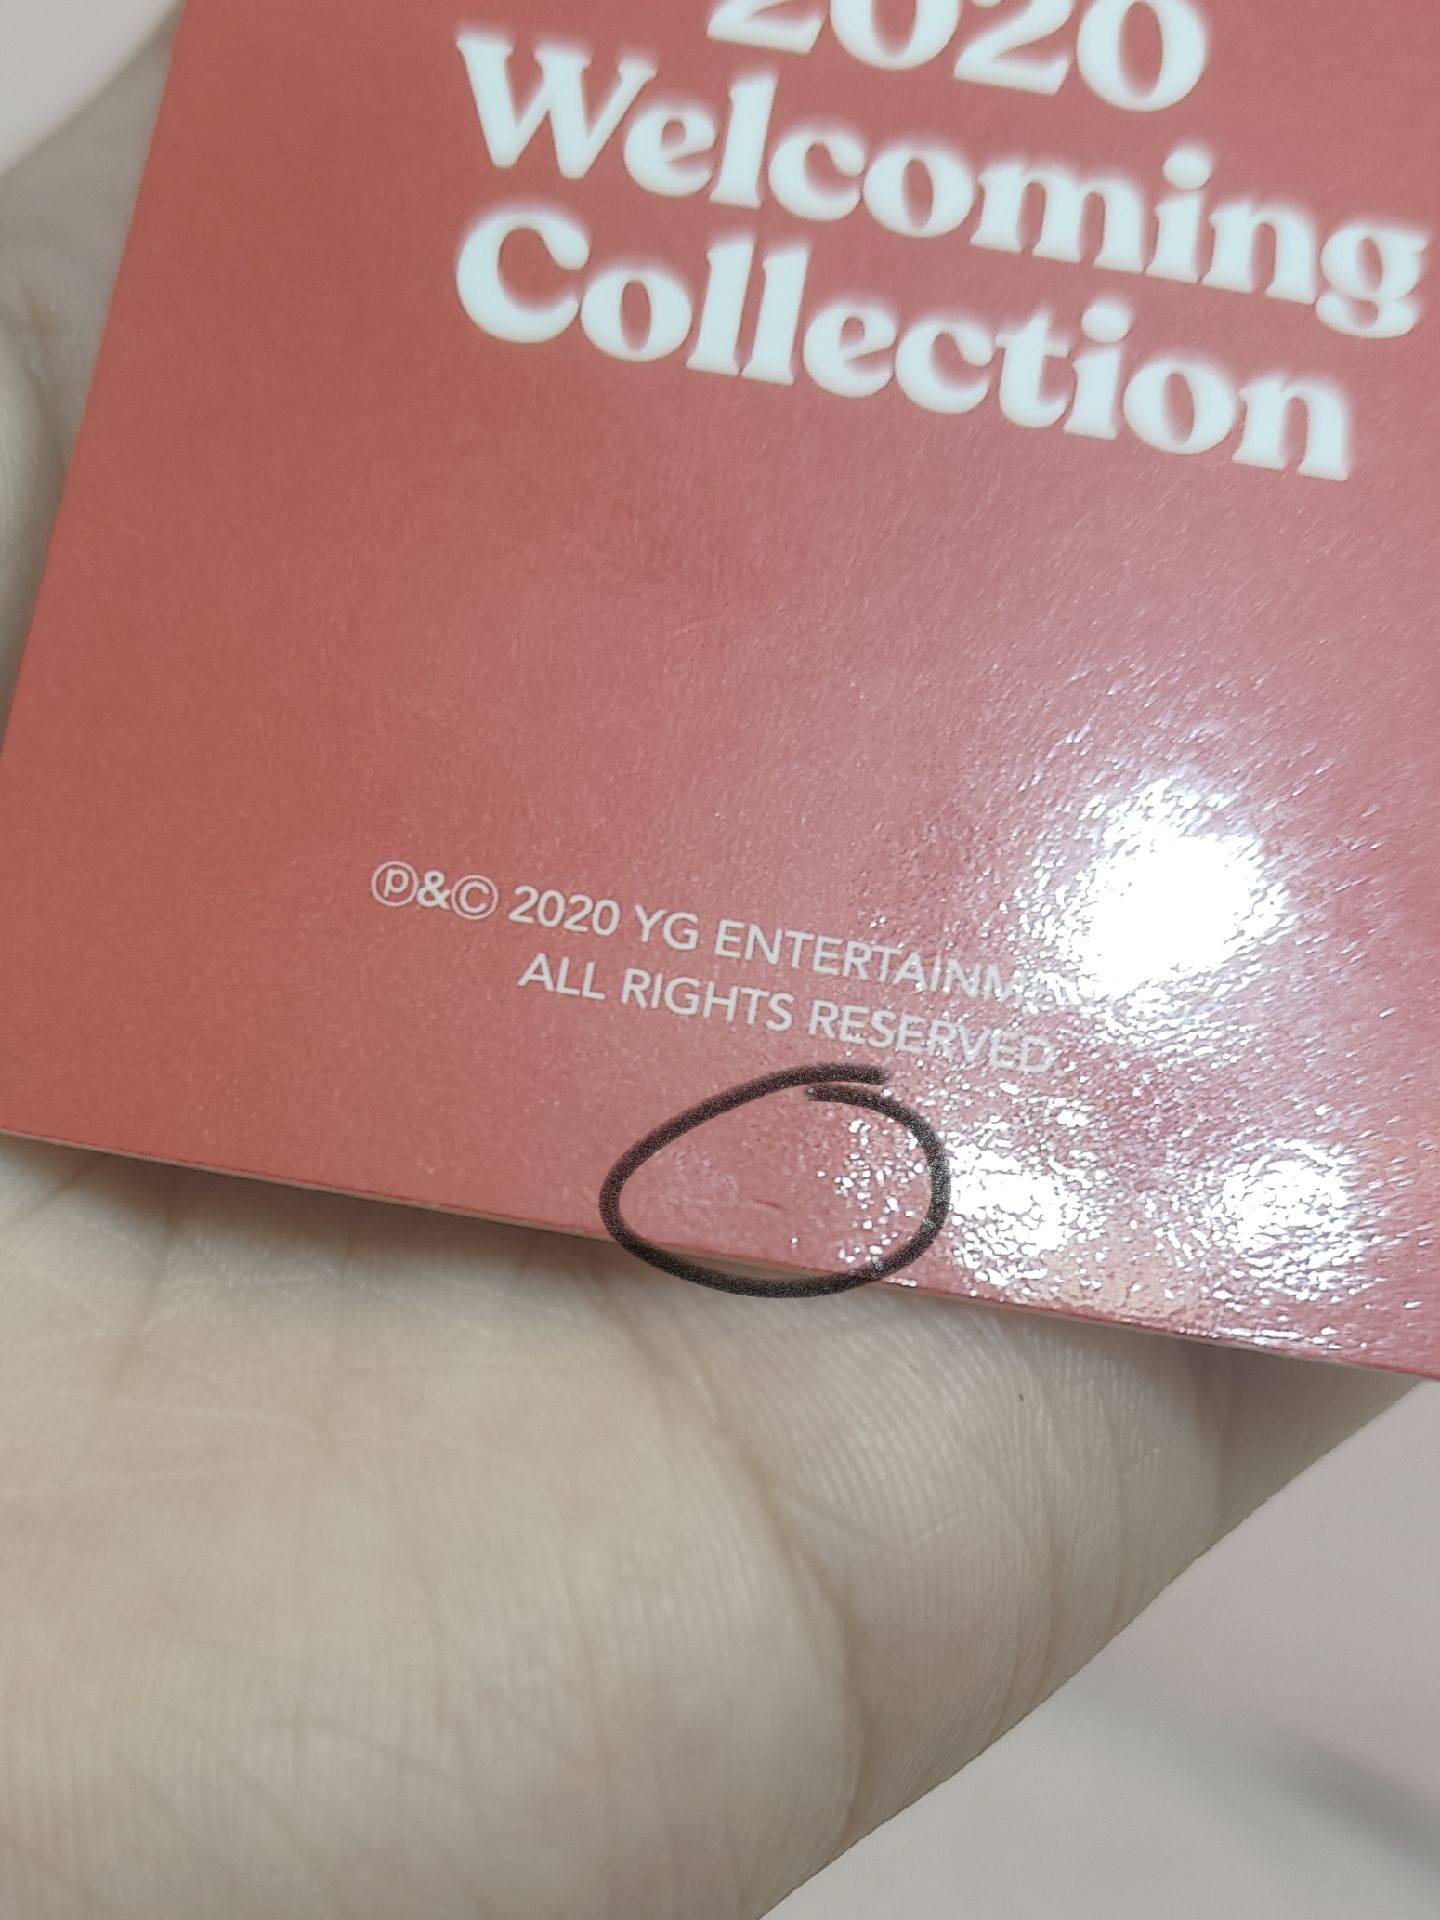 2020
Welcoming
Collection
℗&© 2020 YG ENTERTAINM
ALL RIGHTS RESERVED